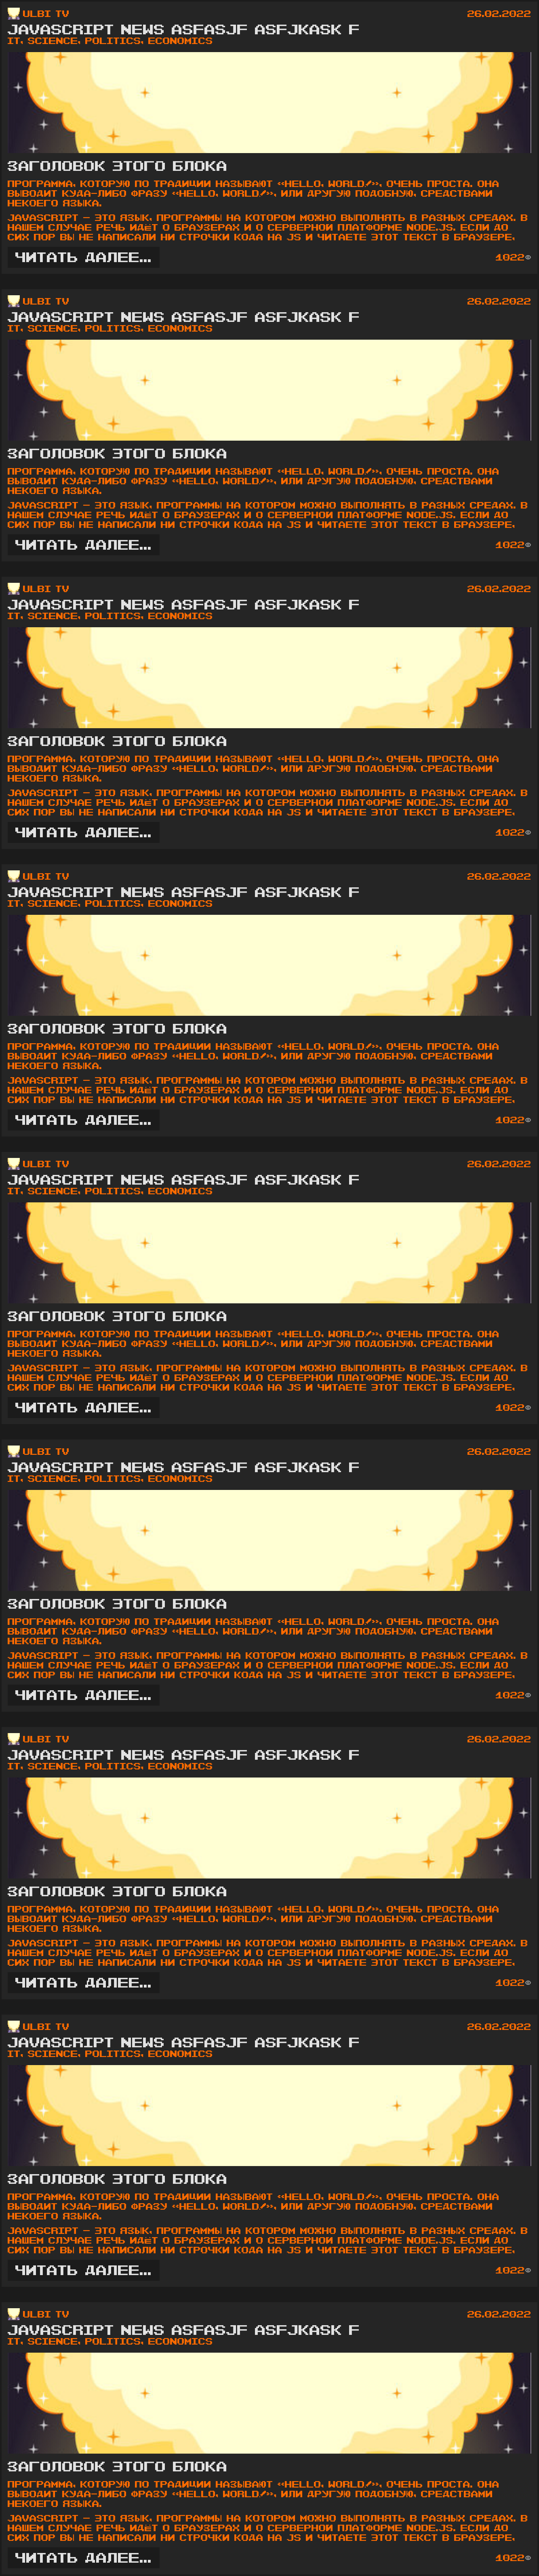 ULBI TV 26.02.2022
JAVASCRIPT NEWS ASFASJF ASFJKASK F
IT, SCIENCE, POLITICS, ECONOMICS
ЗАГОЛОВОК ЭТОГО БЛОКА
ПРОГРАММА, КОТОРУЮ ПО ТРАДИЦИИ НАЗЫВАЮТ «HELLO, WORLD!», ОЧЕНЬ ПРОСТА. ОНА
ВЫВОДИТ КУДА-ЛИБО ФРАЗУ «HELLO, WORLD!», ИЛИ ДРУГУЮ ПОДОБНУЮ, СРЕДСТВАМИ
НЕКОЕГО ЯЗЫКА.
JAVASCRIPT – ЭТО ЯЗЫК, ПРОГРАММЫ НА КОТОРОМ МОЖНО ВЫПОЛНЯТЬ В РАЗНЫХ СРЕДАХ. В
НАШЕМ СЛУЧАЕ РЕЧЬ ИДЁТ О БРАУЗЕРАХ И О СЕРВЕРНОЙ ПЛАТФОРМЕ NODE.JS. ЕСЛИ ДО
СИХ ПОР ВЫ НЕ НАПИСАЛИ НИ СТРОЧКИ КОДА НА JS И ЧИТАЕТЕ ЭТОТ ТЕКСТ В БРАУЗЕРЕ,
ЧИТАТЬ ДАЛЕЕ... 1022
ULBI TV 26.02.2022
JAVASCRIPT NEWS ASFASJF ASFJKASK F
IT, SCIENCE, POLITICS, ECONOMICS
ЗАГОЛОВОК ЭТОГО БЛОКА
ПРОГРАММА, КОТОРУЮ ПО ТРАДИЦИИ НАЗЫВАЮТ «HELLO, WORLD!», ОЧЕНЬ ПРОСТА. ОНА
ВЫВОДИТ КУДА-ЛИБО ФРАЗУ «HELLO, WORLD!», ИЛИ ДРУГУЮ ПОДОБНУЮ, СРЕДСТВАМИ
НЕКОЕГО ЯЗЫКА.
JAVASCRIPT – ЭТО ЯЗЫК, ПРОГРАММЫ НА КОТОРОМ МОЖНО ВЫПОЛНЯТЬ В РАЗНЫХ СРЕДАХ. В
НАШЕМ СЛУЧАЕ РЕЧЬ ИДЁТ О БРАУЗЕРАХ И О СЕРВЕРНОЙ ПЛАТФОРМЕ NODE.JS. ЕСЛИ ДО
СИХ ПОР ВЫ НЕ НАПИСАЛИ НИ СТРОЧКИ КОДА НА JS И ЧИТАЕТЕ ЭТОТ ТЕКСТ В БРАУЗЕРЕ,
ЧИТАТЬ ДАЛЕЕ... 1022
ULBI TV 26.02.2022
JAVASCRIPT NEWS ASFASJF ASFJKASK F
IT, SCIENCE, POLITICS, ECONOMICS
ЗАГОЛОВОК ЭТОГО БЛОКА
ПРОГРАММА, КОТОРУЮ ПО ТРАДИЦИИ НАЗЫВАЮТ «HELLO, WORLD!», ОЧЕНЬ ПРОСТА. ОНА
ВЫВОДИТ КУДА-ЛИБО ФРАЗУ «HELLO, WORLD!», ИЛИ ДРУГУЮ ПОДОБНУЮ, СРЕДСТВАМИ
НЕКОЕГО ЯЗЫКА.
JAVASCRIPT – ЭТО ЯЗЫК, ПРОГРАММЫ НА КОТОРОМ МОЖНО ВЫПОЛНЯТЬ В РАЗНЫХ СРЕДАХ. В
НАШЕМ СЛУЧАЕ РЕЧЬ ИДЁТ О БРАУЗЕРАХ И О СЕРВЕРНОЙ ПЛАТФОРМЕ NODE.JS. ЕСЛИ ДО
СИХ ПОР ВЫ НЕ НАПИСАЛИ НИ СТРОЧКИ КОДА НА JS И ЧИТАЕТЕ ЭТОТ ТЕКСТ В БРАУЗЕРЕ,
ЧИТАТЬ ДАЛЕЕ... 1022
ULBI TV 26.02.2022
JAVASCRIPT NEWS ASFASJF ASFJKASK F
IT, SCIENCE, POLITICS, ECONOMICS
ЗАГОЛОВОК ЭТОГО БЛОКА
ПРОГРАММА, КОТОРУЮ ПО ТРАДИЦИИ НАЗЫВАЮТ «HELLO, WORLD!», ОЧЕНЬ ПРОСТА. ОНА
ВЫВОДИТ КУДА-ЛИБО ФРАЗУ «HELLO, WORLD!», ИЛИ ДРУГУЮ ПОДОБНУЮ, СРЕДСТВАМИ
НЕКОЕГО ЯЗЫКА.
JAVASCRIPT – ЭТО ЯЗЫК, ПРОГРАММЫ НА КОТОРОМ МОЖНО ВЫПОЛНЯТЬ В РАЗНЫХ СРЕДАХ. В
НАШЕМ СЛУЧАЕ РЕЧЬ ИДЁТ О БРАУЗЕРАХ И О СЕРВЕРНОЙ ПЛАТФОРМЕ NODE.JS. ЕСЛИ ДО
СИХ ПОР ВЫ НЕ НАПИСАЛИ НИ СТРОЧКИ КОДА НА JS И ЧИТАЕТЕ ЭТОТ ТЕКСТ В БРАУЗЕРЕ,
ЧИТАТЬ ДАЛЕЕ... 1022
ULBI TV 26.02.2022
JAVASCRIPT NEWS ASFASJF ASFJKASK F
IT, SCIENCE, POLITICS, ECONOMICS
ЗАГОЛОВОК ЭТОГО БЛОКА
ПРОГРАММА, КОТОРУЮ ПО ТРАДИЦИИ НАЗЫВАЮТ «HELLO, WORLD!», ОЧЕНЬ ПРОСТА. ОНА
ВЫВОДИТ КУДА-ЛИБО ФРАЗУ «HELLO, WORLD!», ИЛИ ДРУГУЮ ПОДОБНУЮ, СРЕДСТВАМИ
НЕКОЕГО ЯЗЫКА.
JAVASCRIPT – ЭТО ЯЗЫК, ПРОГРАММЫ НА КОТОРОМ МОЖНО ВЫПОЛНЯТЬ В РАЗНЫХ СРЕДАХ. В
НАШЕМ СЛУЧАЕ РЕЧЬ ИДЁТ О БРАУЗЕРАХ И О СЕРВЕРНОЙ ПЛАТФОРМЕ NODE.JS. ЕСЛИ ДО
СИХ ПОР ВЫ НЕ НАПИСАЛИ НИ СТРОЧКИ КОДА НА JS И ЧИТАЕТЕ ЭТОТ ТЕКСТ В БРАУЗЕРЕ,
ЧИТАТЬ ДАЛЕЕ... 1022
ULBI TV 26.02.2022
JAVASCRIPT NEWS ASFASJF ASFJKASK F
IT, SCIENCE, POLITICS, ECONOMICS
ЗАГОЛОВОК ЭТОГО БЛОКА
ПРОГРАММА, КОТОРУЮ ПО ТРАДИЦИИ НАЗЫВАЮТ «HELLO, WORLD!», ОЧЕНЬ ПРОСТА. ОНА
ВЫВОДИТ КУДА-ЛИБО ФРАЗУ «HELLO, WORLD!», ИЛИ ДРУГУЮ ПОДОБНУЮ, СРЕДСТВАМИ
НЕКОЕГО ЯЗЫКА.
JAVASCRIPT – ЭТО ЯЗЫК, ПРОГРАММЫ НА КОТОРОМ МОЖНО ВЫПОЛНЯТЬ В РАЗНЫХ СРЕДАХ. В
НАШЕМ СЛУЧАЕ РЕЧЬ ИДЁТ О БРАУЗЕРАХ И О СЕРВЕРНОЙ ПЛАТФОРМЕ NODE.JS. ЕСЛИ ДО
СИХ ПОР ВЫ НЕ НАПИСАЛИ НИ СТРОЧКИ КОДА НА JS И ЧИТАЕТЕ ЭТОТ ТЕКСТ В БРАУЗЕРЕ,
ЧИТАТЬ ДАЛЕЕ... 1022
ULBI TV 26.02.2022
JAVASCRIPT NEWS ASFASJF ASFJKASK F
IT, SCIENCE, POLITICS, ECONOMICS
ЗАГОЛОВОК ЭТОГО БЛОКА
ПРОГРАММА, КОТОРУЮ ПО ТРАДИЦИИ НАЗЫВАЮТ «HELLO, WORLD!», ОЧЕНЬ ПРОСТА. ОНА
ВЫВОДИТ КУДА-ЛИБО ФРАЗУ «HELLO, WORLD!», ИЛИ ДРУГУЮ ПОДОБНУЮ, СРЕДСТВАМИ
НЕКОЕГО ЯЗЫКА.
JAVASCRIPT – ЭТО ЯЗЫК, ПРОГРАММЫ НА КОТОРОМ МОЖНО ВЫПОЛНЯТЬ В РАЗНЫХ СРЕДАХ. В
НАШЕМ СЛУЧАЕ РЕЧЬ ИДЁТ О БРАУЗЕРАХ И О СЕРВЕРНОЙ ПЛАТФОРМЕ NODE.JS. ЕСЛИ ДО
СИХ ПОР ВЫ НЕ НАПИСАЛИ НИ СТРОЧКИ КОДА НА JS И ЧИТАЕТЕ ЭТОТ ТЕКСТ В БРАУЗЕРЕ,
ЧИТАТЬ ДАЛЕЕ... 1022
ULBI TV 26.02.2022
JAVASCRIPT NEWS ASFASJF ASFJKASK F
IT, SCIENCE, POLITICS, ECONOMICS
ЗАГОЛОВОК ЭТОГО БЛОКА
ПРОГРАММА, КОТОРУЮ ПО ТРАДИЦИИ НАЗЫВАЮТ «HELLO, WORLD!», ОЧЕНЬ ПРОСТА. ОНА
ВЫВОДИТ КУДА-ЛИБО ФРАЗУ «HELLO, WORLD!», ИЛИ ДРУГУЮ ПОДОБНУЮ, СРЕДСТВАМИ
НЕКОЕГО ЯЗЫКА.
JAVASCRIPT – ЭТО ЯЗЫК, ПРОГРАММЫ НА КОТОРОМ МОЖНО ВЫПОЛНЯТЬ В РАЗНЫХ СРЕДАХ. В
НАШЕМ СЛУЧАЕ РЕЧЬ ИДЁТ О БРАУЗЕРАХ И О СЕРВЕРНОЙ ПЛАТФОРМЕ NODE.JS. ЕСЛИ ДО
СИХ ПОР ВЫ НЕ НАПИСАЛИ НИ СТРОЧКИ КОДА НА JS И ЧИТАЕТЕ ЭТОТ ТЕКСТ В БРАУЗЕРЕ,
ЧИТАТЬ ДАЛЕЕ... 1022
ULBI TV 26.02.2022
JAVASCRIPT NEWS ASFASJF ASFJKASK F
IT, SCIENCE, POLITICS, ECONOMICS
ЗАГОЛОВОК ЭТОГО БЛОКА
ПРОГРАММА, КОТОРУЮ ПО ТРАДИЦИИ НАЗЫВАЮТ «HELLO, WORLD!», ОЧЕНЬ ПРОСТА. ОНА
ВЫВОДИТ КУДА-ЛИБО ФРАЗУ «HELLO, WORLD!», ИЛИ ДРУГУЮ ПОДОБНУЮ, СРЕДСТВАМИ
НЕКОЕГО ЯЗЫКА.
JAVASCRIPT – ЭТО ЯЗЫК, ПРОГРАММЫ НА КОТОРОМ МОЖНО ВЫПОЛНЯТЬ В РАЗНЫХ СРЕДАХ. В
НАШЕМ СЛУЧАЕ РЕЧЬ ИДЁТ О БРАУЗЕРАХ И О СЕРВЕРНОЙ ПЛАТФОРМЕ NODE.JS. ЕСЛИ ДО
СИХ ПОР ВЫ НЕ НАПИСАЛИ НИ СТРОЧКИ КОДА НА JS И ЧИТАЕТЕ ЭТОТ ТЕКСТ В БРАУЗЕРЕ,
ЧИТАТЬ ДАЛЕЕ... 1022